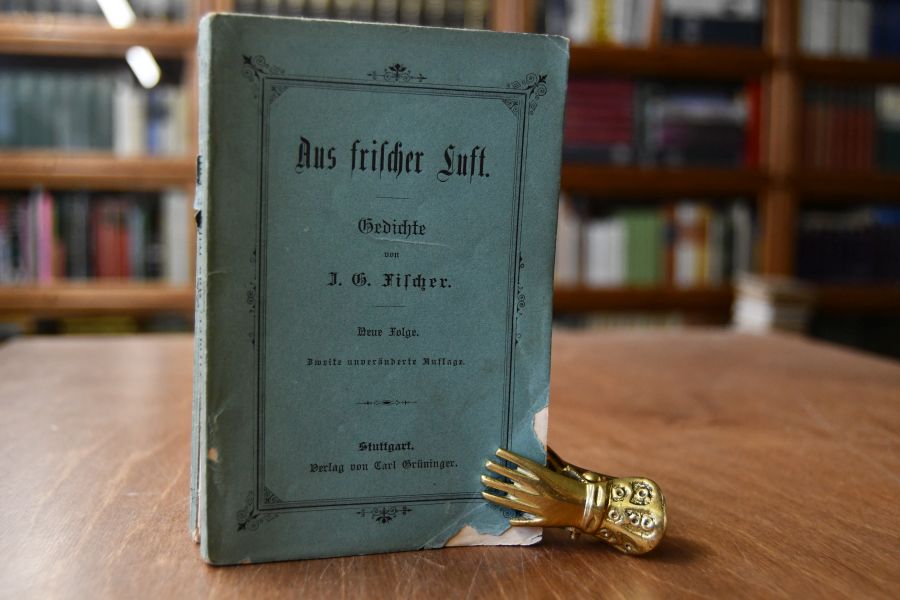 Aus friſcher Luft.
Gedichte
von
J. G. Fiſcher.
Neue Folge.
Zweite unveränderte Auflage.
Stuttgart.
Verlag von Carl Grüninger.